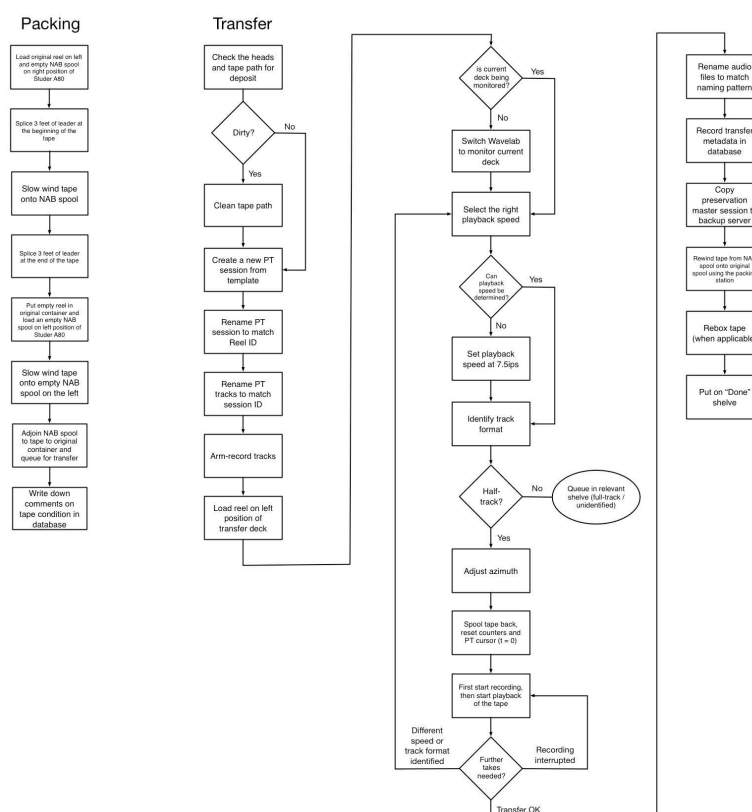 Packing
Load original reel on left
and empty NAB spool
on right position of
Studer A80
Splice 3 feet of leader at
the beginning of the
tape
Slow wind tape
onto NAB spool
Splice 3 feet of leader
at the end of the tape
Put empty reel in
original container and
load an empty NAB
spool on left position of
Studer A80
Slow wind tape
onto empty NAB
spool on the left
Adjoin NAB spool
to tape to original
container and
queue for transfer
Write down
comments on
tape condition in
database
Transfer
Check the heads
and tape path for
deposit
Dirty?
No
Yes
Clean tape path
Create a new PT
session from
template
Rename PT
session to match
Reel ID
Rename PT
tracks to match
session ID
Arm-record tracks
Load reel on left
position of
transfer deck
is current
deck being
monitored?
Yes
No
Switch Wavelab
to monitor current
deck
Select the right
playback speed
Can
playback
speed be
determined?
Yes
No
Set playback
speed at 7.5ips
Identify track
format
Half-
track?
No
Queue in relevant
shelve (full-track /
unidentified)
Yes
Adjust azimuth
Spool tape back,
reset counters and
PT cursor (t = 0)
First start recording,
then start playback
of the tape
Different
speed or
track format
identified
Further
takes
needed?
Recording
interrupted
Transfer OK
Rename audio
files to match
naming pattern
Record transfer
metadata in
database
Copy
preservation
master session t
backup server
Rewind tape from NA
spool onto original
spool using the packin
station
Rebox tape
(when applicable
Put on "Done"
shelve